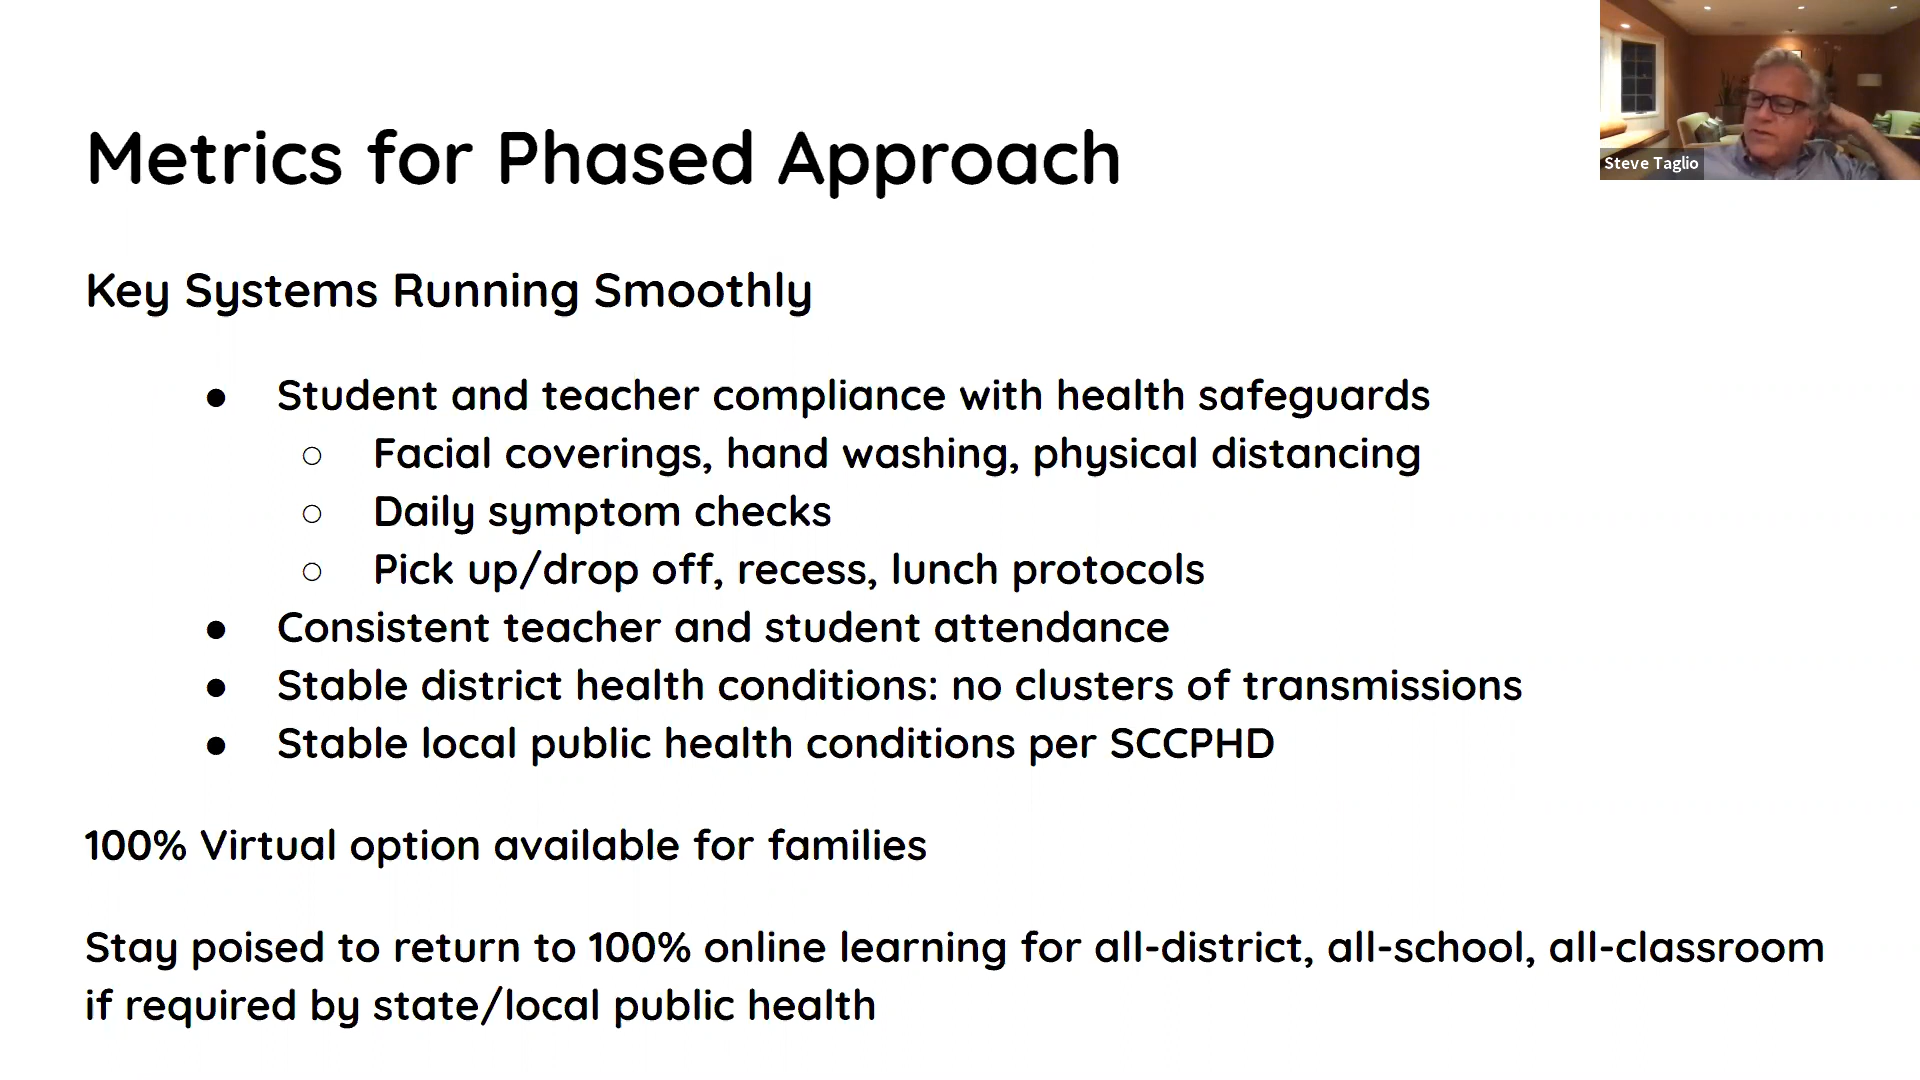 Metrics for Phased Approach
Steve Taglio
Key Systems Running Smoothly
● Student and teacher compliance with health safeguards
○ Facial coverings, hand washing, physical distancing
○ Daily symptom checks
○ Pick up/drop off, recess, lunch protocols
● Consistent teacher and student attendance
● Stable district health conditions: no clusters of transmissions
● Stable local public health conditions per SCCPHD
100% Virtual option available for families
Stay poised to return to 100% online learning for all-district, all-school, all-classroom
if required by state/local public health